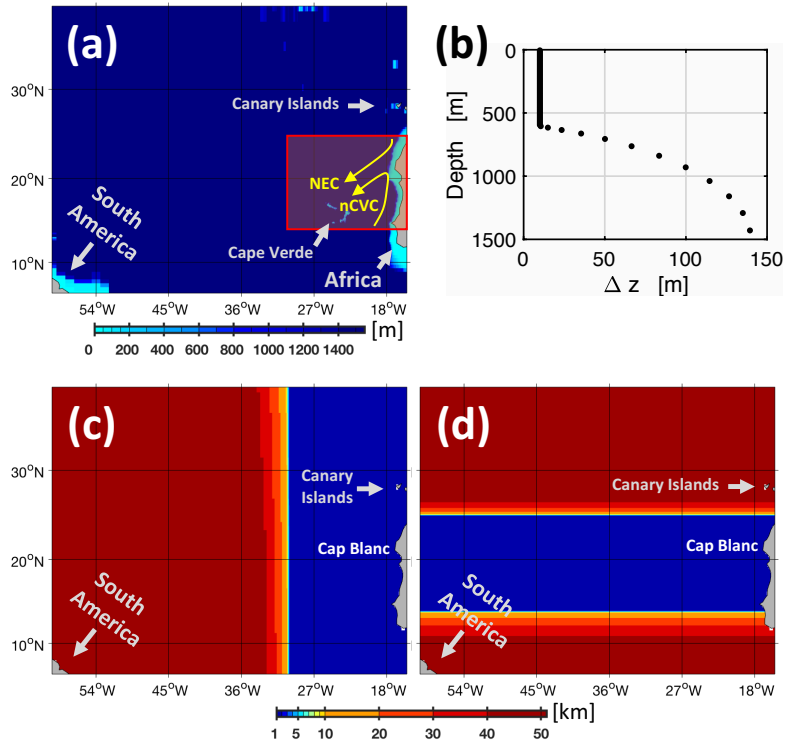 (a)
30°N
20°N
10°N
54°W
45°W
36°W
27°W
18°W
Canary Islands
NEC
nCVC
Cape Verde
Africa
South
America
[m]
0
200
400
600
800
1000
1200
1400
(b)
0
500
1000
1500
Depth [m]
0
50
100
150
Δ z [m]
(c)
30°N
20°N
10°N
54°W
45°W
36°W
27°W
18°W
Canary
Islands
Cap Blanc
South
America
(d)
54°W
45°W
36°W
27°W
18°W
Canary Islands
Cap Blanc
South
America
[km]
1
5
10
20
30
40
50